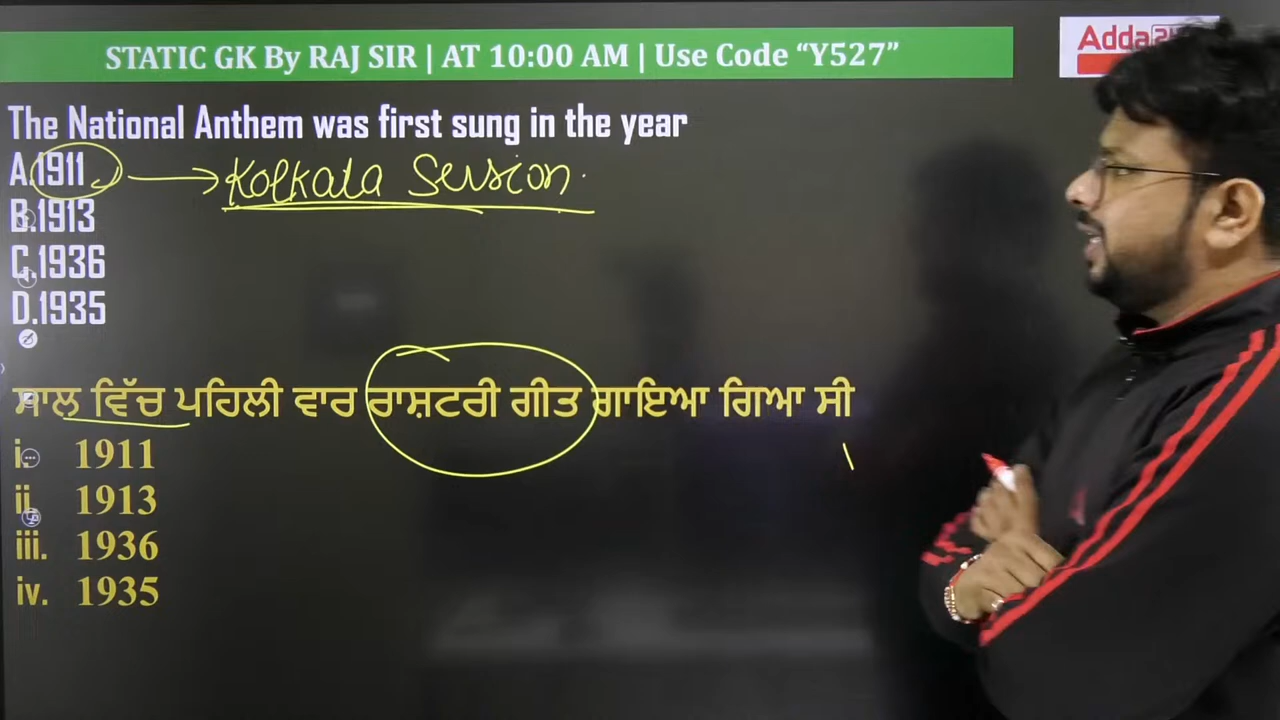 STATIC GK By RAJ SIR | AT 10:00 AM | Use Code “Y527”
Adda
The National Anthem was first sung in the year
A.1911 → Kolkata Session.
B.1913
C.1936
D.1935
ਸਾਲ ਵਿੱਚ ਪਹਿਲੀ ਵਾਰ ਰਾਸ਼ਟਰੀ ਗੀਤ ਗਾਇਆ ਗਿਆ ਸੀ
i. 1911
ii. 1913
iii. 1936
iv. 1935